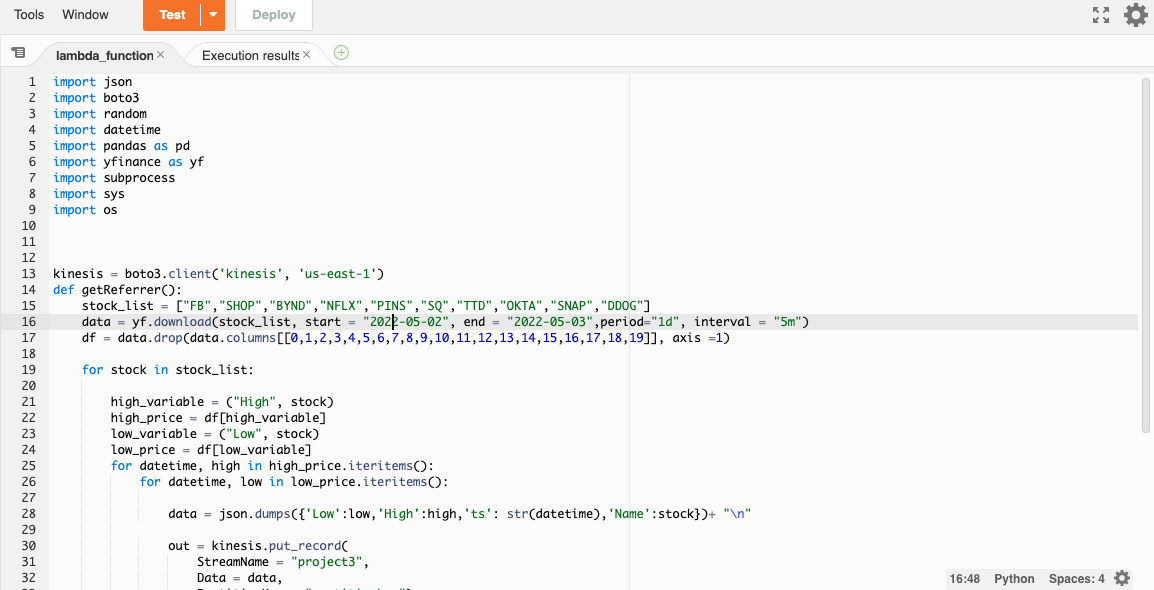 Tools Window Test Deploy
lambda_function × Execution results ×
1 import json
2 import boto3
3 import random
4 import datetime
5 import pandas as pd
6 import yfinance as yf
7 import subprocess
8 import sys
9 import os
10
11
12
13 kinesis = boto3.client('kinesis', 'us-east-1')
14 def getReferrer():
15     stock_list = ["FB","SHOP","BYND","NFLX","PINS","SQ","TTD","OKTA","SNAP","DDOG"]
16     data = yf.download(stock_list, start = "2022-05-02", end = "2022-05-03",period="1d", interval = "5m")
17     df = data.drop(data.columns[[0,1,2,3,4,5,6,7,8,9,10,11,12,13,14,15,16,17,18,19]], axis =1)
18
19     for stock in stock_list:
20
21         high_variable = ("High", stock)
22         high_price = df[high_variable]
23         low_variable = ("Low", stock)
24         low_price = df[low_variable]
25         for datetime, high in high_price.iteritems():
26             for datetime, low in low_price.iteritems():
27
28                 data = json.dumps({'Low':low,'High':high,'ts': str(datetime),'Name':stock})+ "\n"
29
30                 out = kinesis.put_record(
31                     StreamName = "project3",
32                     Data = data,
16:48 Python Spaces: 4